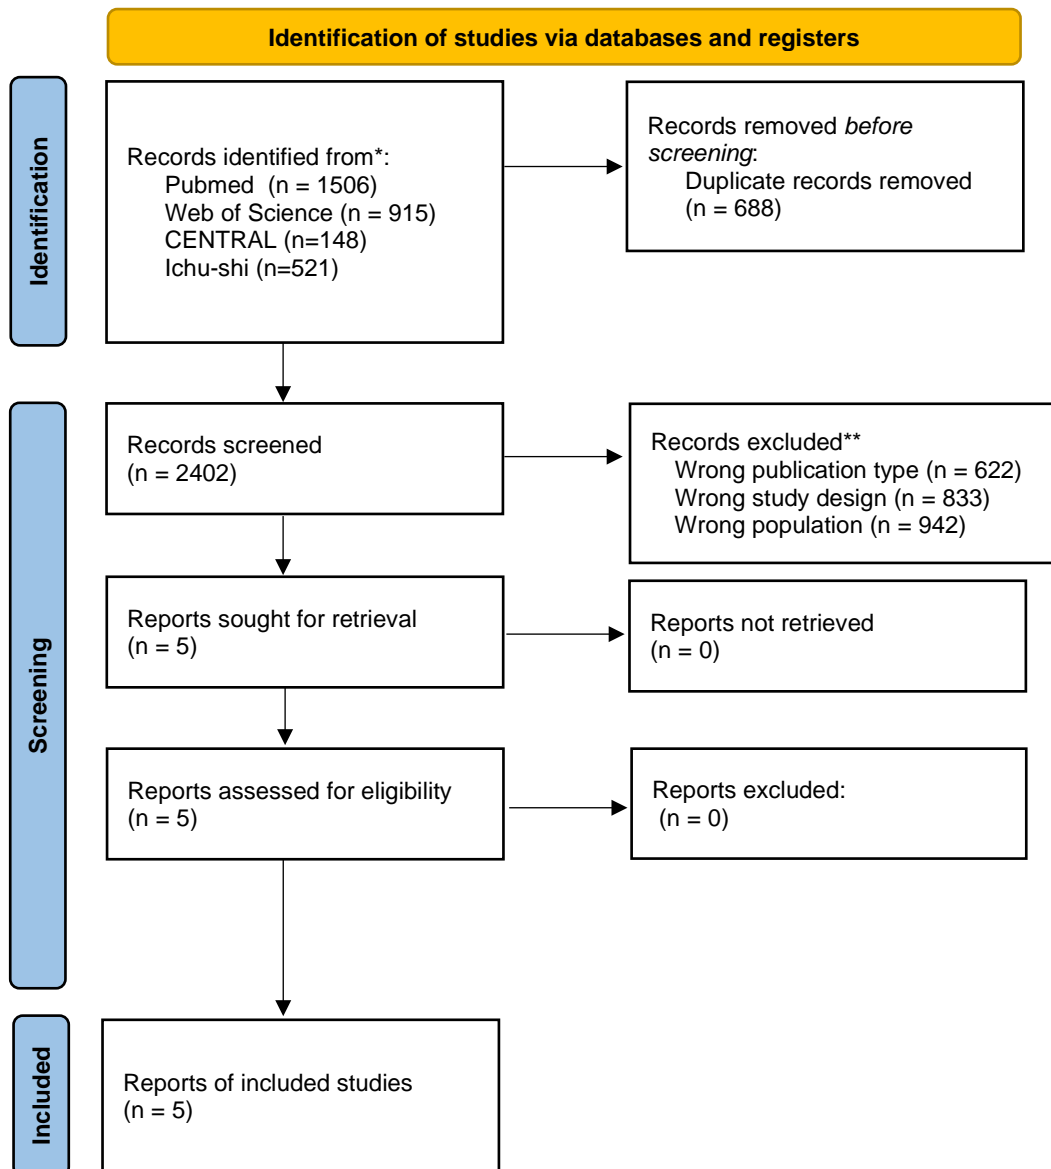 Identification of studies via databases and registers
Identification
Records identified from*:
Pubmed  (n = 1506)
Web of Science (n = 915)
CENTRAL (n=148)
Ichu-shi (n=521)
Records removed before
screening:
Duplicate records removed
(n = 688)
Screening
Records screened
(n = 2402)
Records excluded**
Wrong publication type (n = 622)
Wrong study design (n = 833)
Wrong population (n = 942)
Reports sought for retrieval
(n = 5)
Reports not retrieved
(n = 0)
Reports assessed for eligibility
(n = 5)
Reports excluded:
(n = 0)
Included
Reports of included studies
(n = 5)